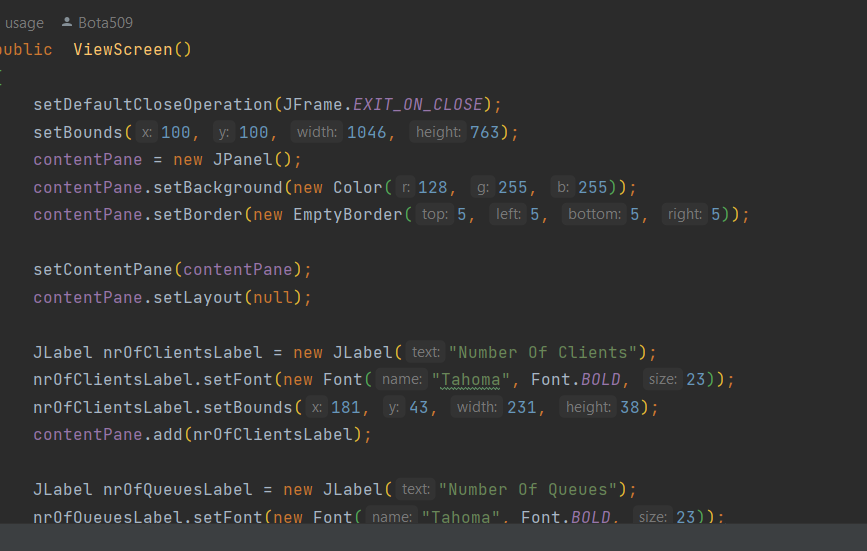 usage Bota509
public ViewScreen()
{
setDefaultCloseOperation(JFrame.EXIT_ON_CLOSE);
setBounds( x: 100, y: 100, width: 1046, height: 763);
contentPane = new JPanel();
contentPane.setBackground(new Color( r: 128, g: 255, b: 255));
contentPane.setBorder(new EmptyBorder( top: 5, left: 5, bottom: 5, right: 5));
setContentPane(contentPane);
contentPane.setLayout(null);
JLabel nrOfClientsLabel = new JLabel( text: "Number Of Clients");
nrOfClientsLabel.setFont(new Font( name: "Tahoma", Font.BOLD, size: 23));
nrOfClientsLabel.setBounds( x: 181, y: 43, width: 231, height: 38);
contentPane.add(nrOfClientsLabel);
JLabel nrOfQueuesLabel = new JLabel( text: "Number Of Queues");
nrOfQueuesLabel.setFont(new Font( name: "Tahoma", Font.BOLD, size: 23));